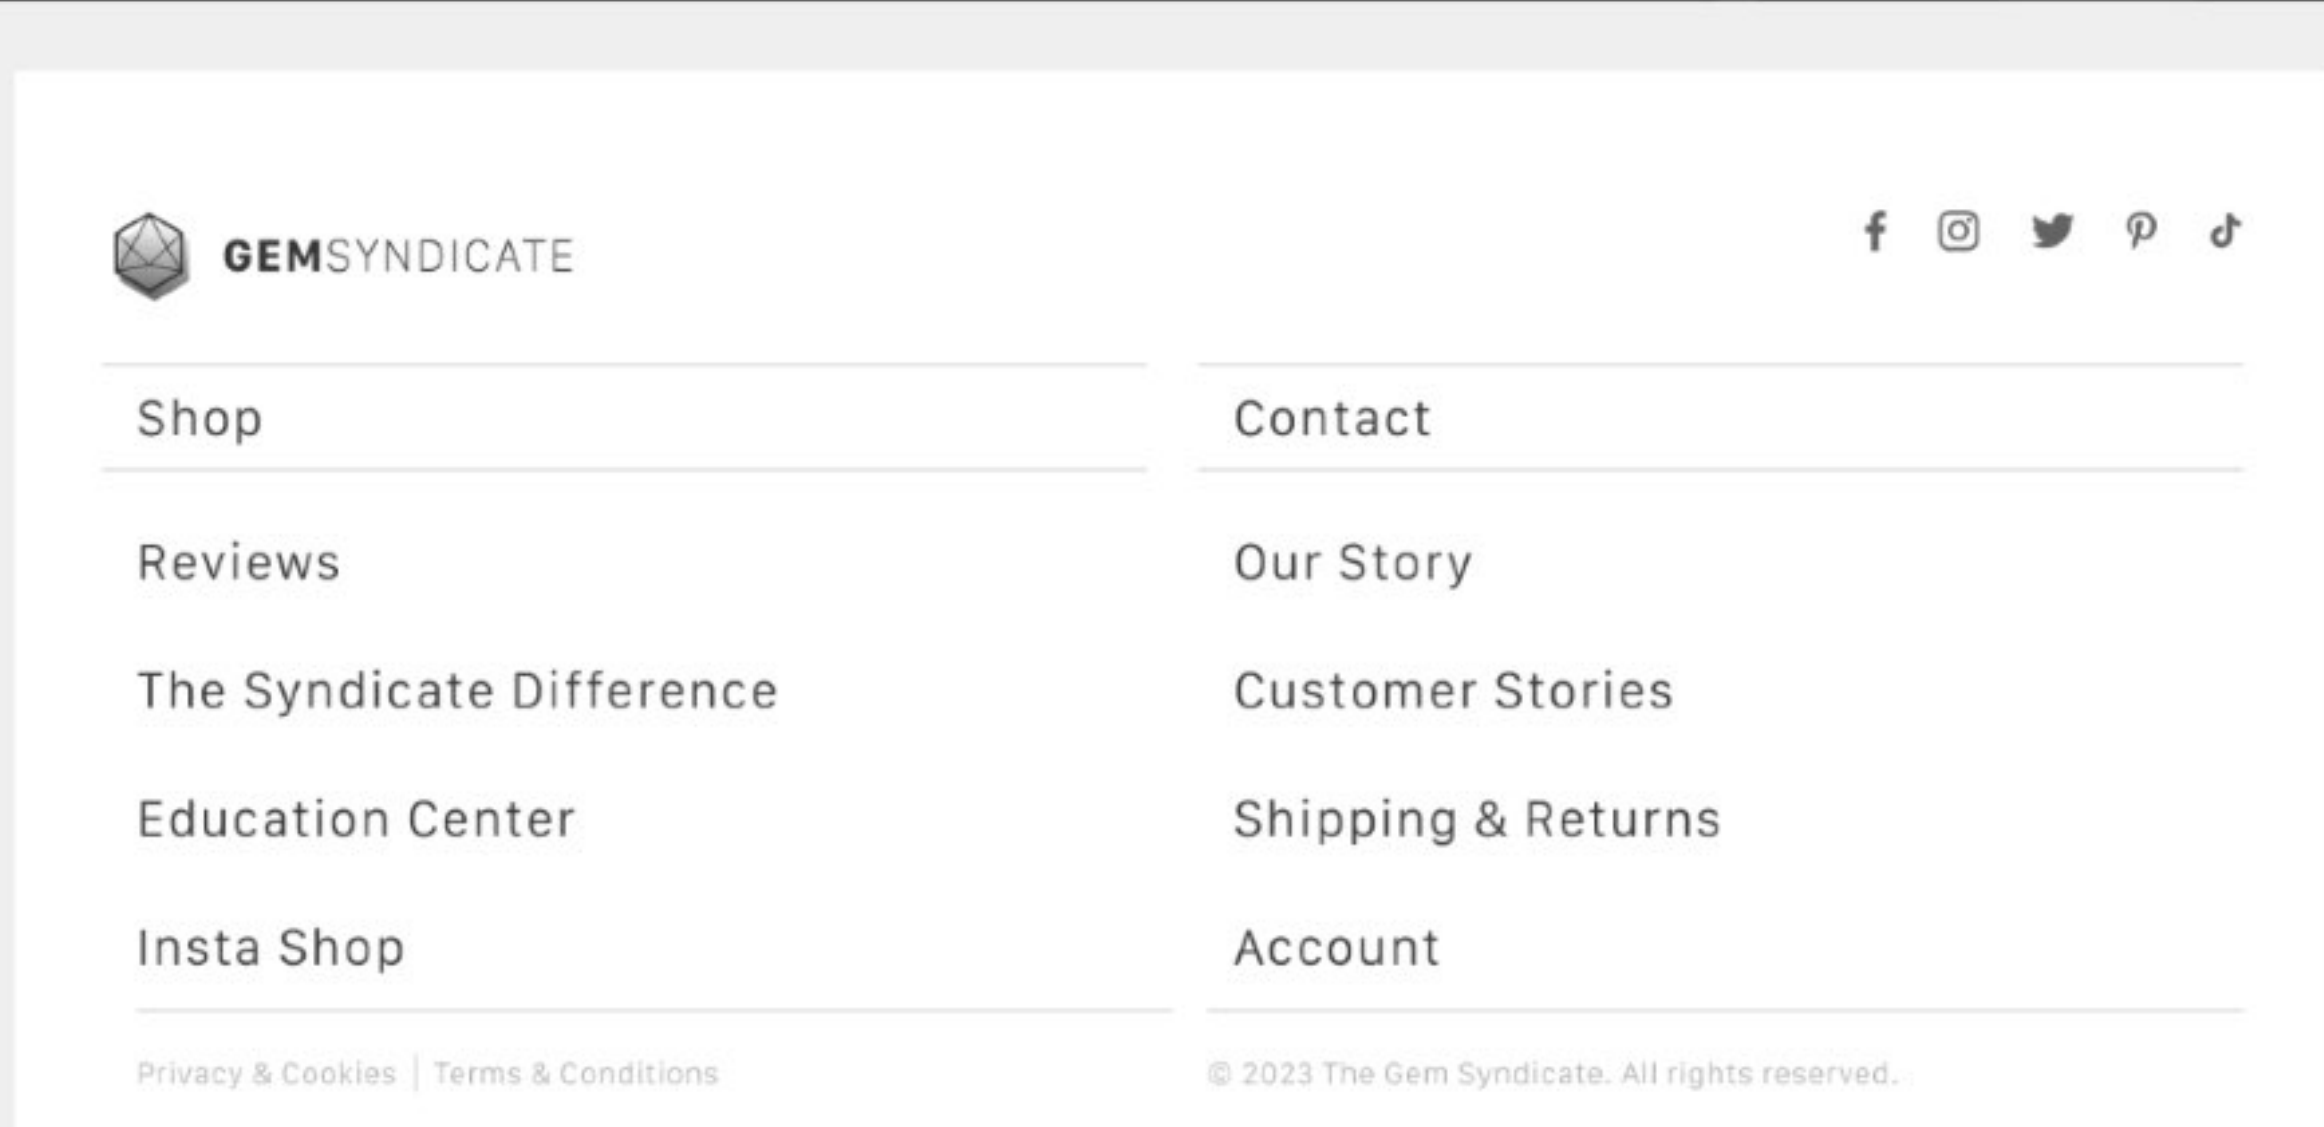 GEMSYNDICATE
Shop
Reviews
The Syndicate Difference
Education Center
Insta Shop
Contact
Our Story
Customer Stories
Shipping & Returns
Account
Privacy & Cookies | Terms & Conditions
© 2023 The Gem Syndicate. All rights reserved.